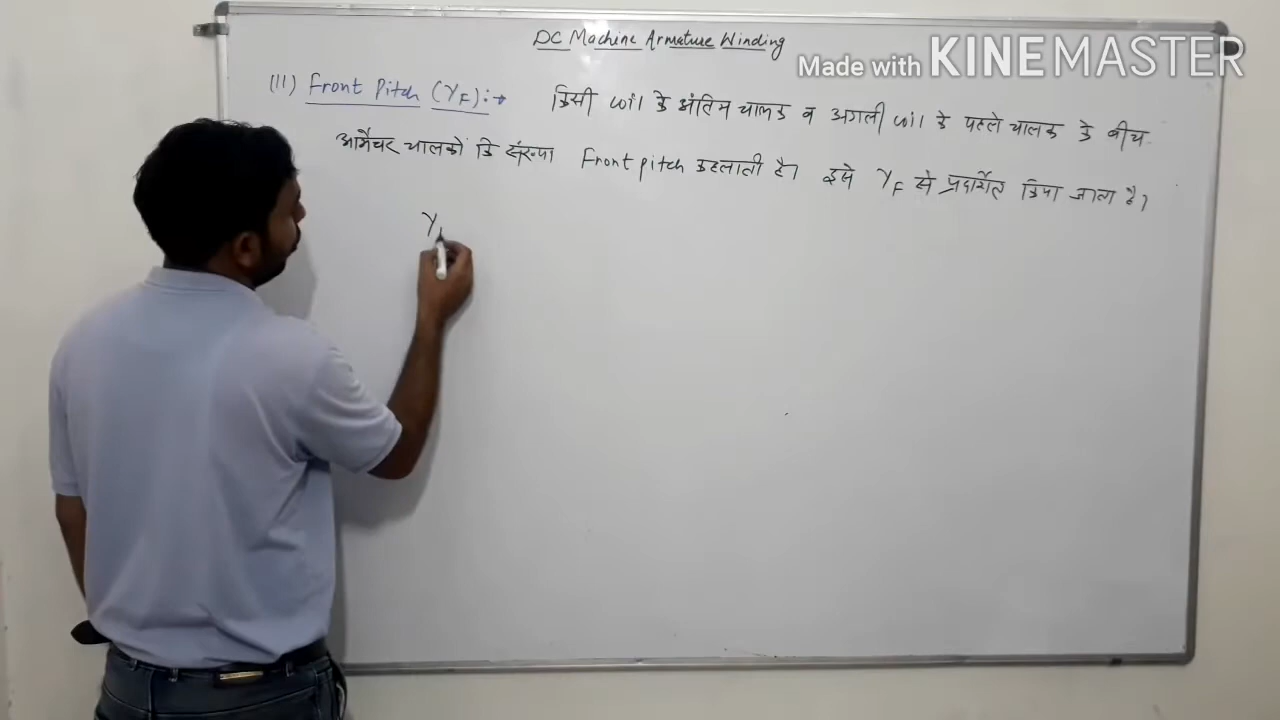 DC Machine Armature Winding
Made with KINEMASTER
(11) Front Pitch (YF):→ किसी coil के अंतिम चालक व अगली coil के पहले चालक के बीच
आर्मेचर चालकों कि संख्या Front pitch कहलाती है। इसे YF से प्रदर्शित किया जाता है।
Y